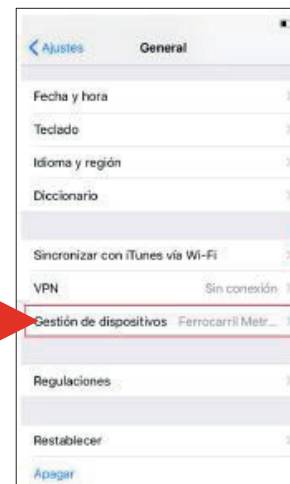 Ajustes General
Fecha y hora
Teclado
Idioma y región
Diccionario
Sincronizar con iTunes vía Wi-Fi
VPN Sin conexión
Gestión de dispositivos Ferrocarril Metr...
Regulaciones
Restablecer
Apagar